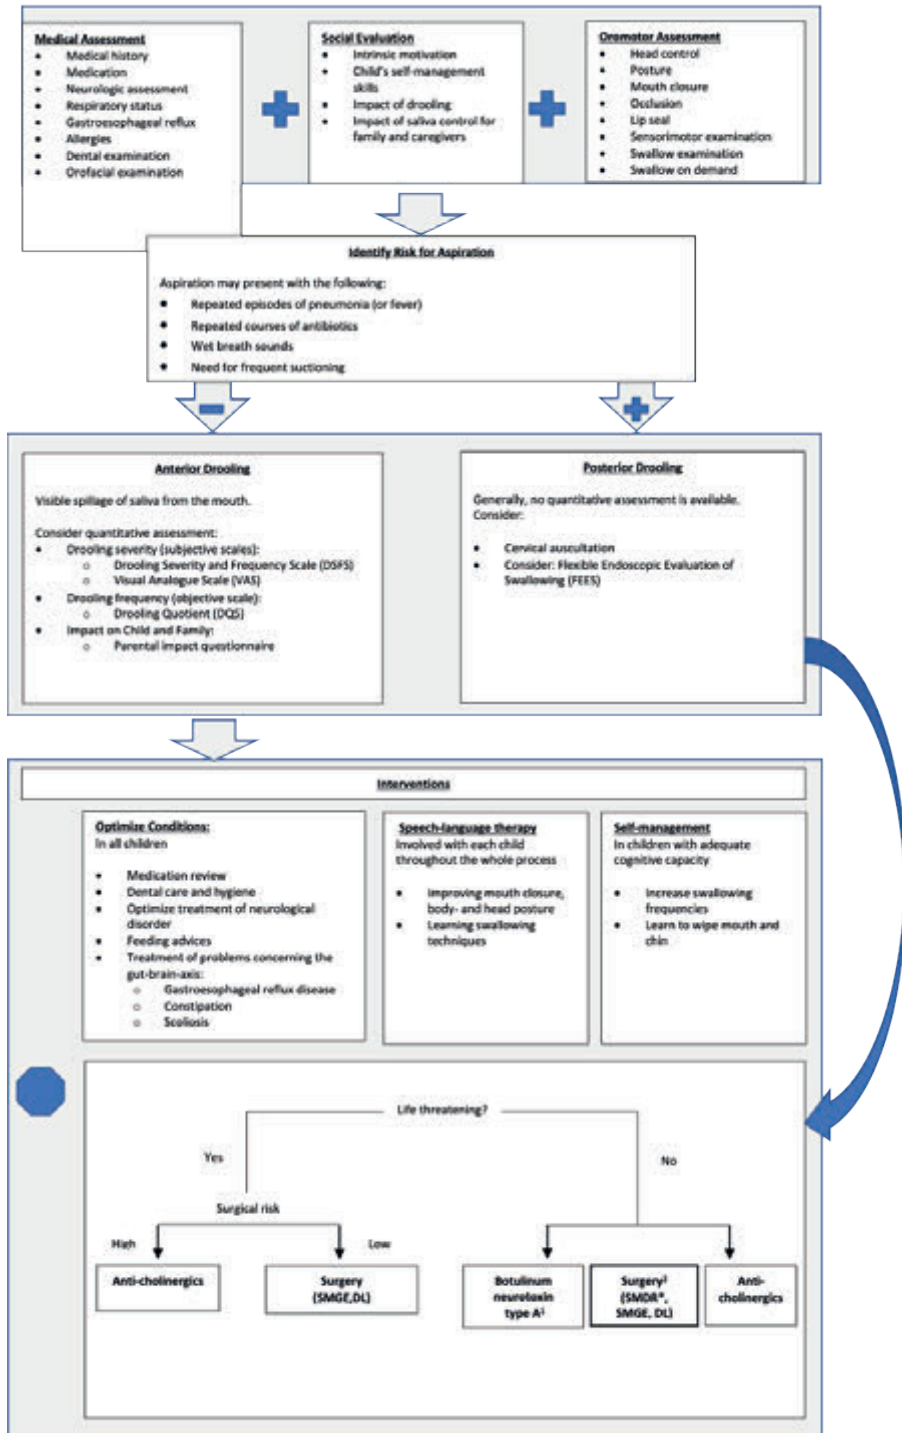 Medical Assessment
• Medical history
• Medication
• Neurologic assessment
• Respiratory status
• Gastroesophageal reflux
• Allergies
• Dental examination
• Orofacial examination
Social Evaluation
• Intrinsic motivation
• Child's self-management
skills
• Impact of drooling
• Impact of saliva control for
family and caregivers
Oromotor Assessment
• Head control
• Posture
• Mouth closure
• Occlusion
• Lip seal
• Sensorimotor examination
• Swallow examination
• Swallow on demand
Identify Risk for Aspiration
Aspiration may present with the following:
• Repeated episodes of pneumonia (or fever)
• Repeated courses of antibiotics
• Wet breath sounds
• Need for frequent suctioning
Anterior Drooling
Visible spillage of saliva from the mouth.
Consider quantitative assessment:
• Drooling severity (subjective scales):
o Drooling Severity and Frequency Scale (DSFS)
o Visual Analogue Scale (VAS)
• Drooling frequency (objective scale):
o Drooling Quotient (DQ5)
• Impact on Child and Family:
o Parental impact questionnaire
Posterior Drooling
Generally, no quantitative assessment is available.
Consider:
• Cervical auscultation
• Consider: Flexible Endoscopic Evaluation of
Swallowing (FEES)
Interventions
Optimize Conditions:
In all children
• Medication review
• Dental care and hygiene
• Optimize treatment of neurological
disorder
• Feeding advices
• Treatment of problems concerning the
gut-brain-axis:
o Gastroesophageal reflux disease
o Constipation
o Scoliosis
Speech-language therapy
Involved with each child
throughout the whole process
• Improving mouth closure,
body- and head posture
• Learning swallowing
techniques
Self-management
In children with adequate
cognitive capacity
• Increase swallowing
frequencies
• Learn to wipe mouth and
chin
Life threatening?
Yes
No
Surgical risk
High
Low
Anti-cholinergics
Surgery
(SMGE,DL)
Botulinum
neurotoxin
type A
Surgery
(SMDR*,
SMGE, DL)
Anti-
cholinergics